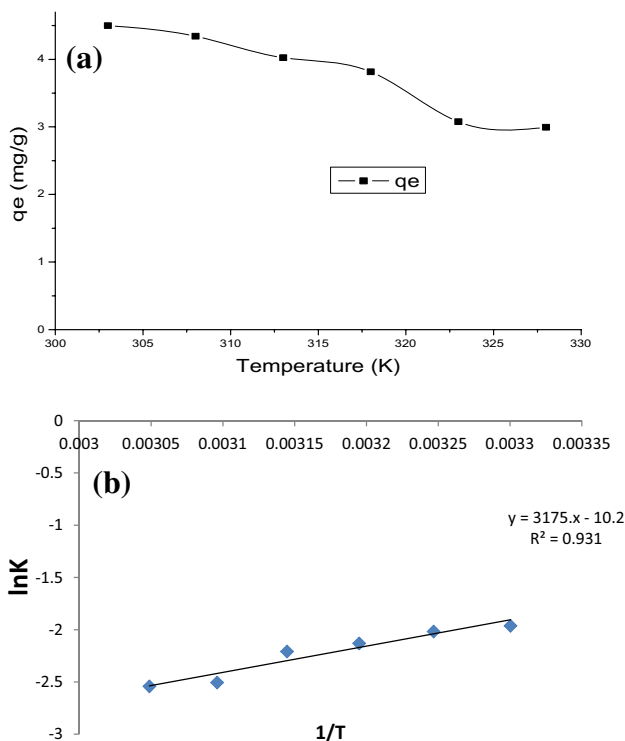 (a)
4
3
2
1
0
qe (mg/g)
qe
300 305 310 315 320 325 330
Temperature (K)
0
0.003 0.00305 0.0031 0.00315 0.0032 0.00325 0.0033 0.00335
-0.5
(b)
-1
y = 3175.x - 10.2
R² = 0.931
lnK
-1.5
-2
-2.5
-3
1/T